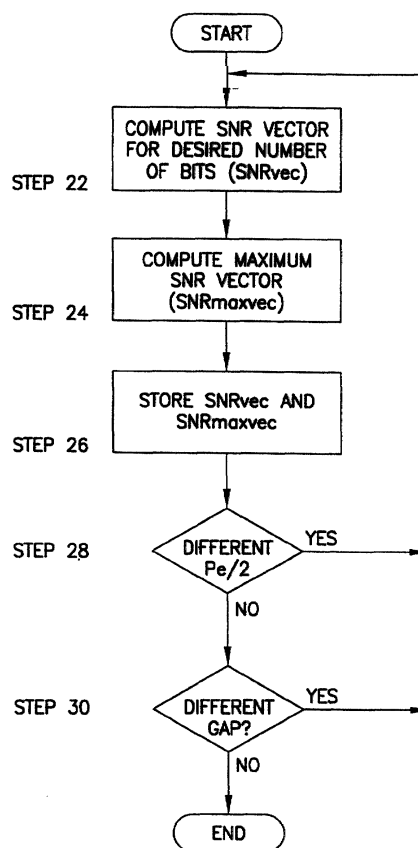 START
COMPUTE SNR VECTOR
FOR DESIRED NUMBER
OF BITS (SNRvec)
STEP 22
COMPUTE MAXIMUM
SNR VECTOR
(SNRmaxvec)
STEP 24
STORE SNRvec AND
SNRmaxvec
STEP 26
STEP 28
DIFFERENT
Pe/2
YES
NO
STEP 30
DIFFERENT
GAP?
YES
NO
END